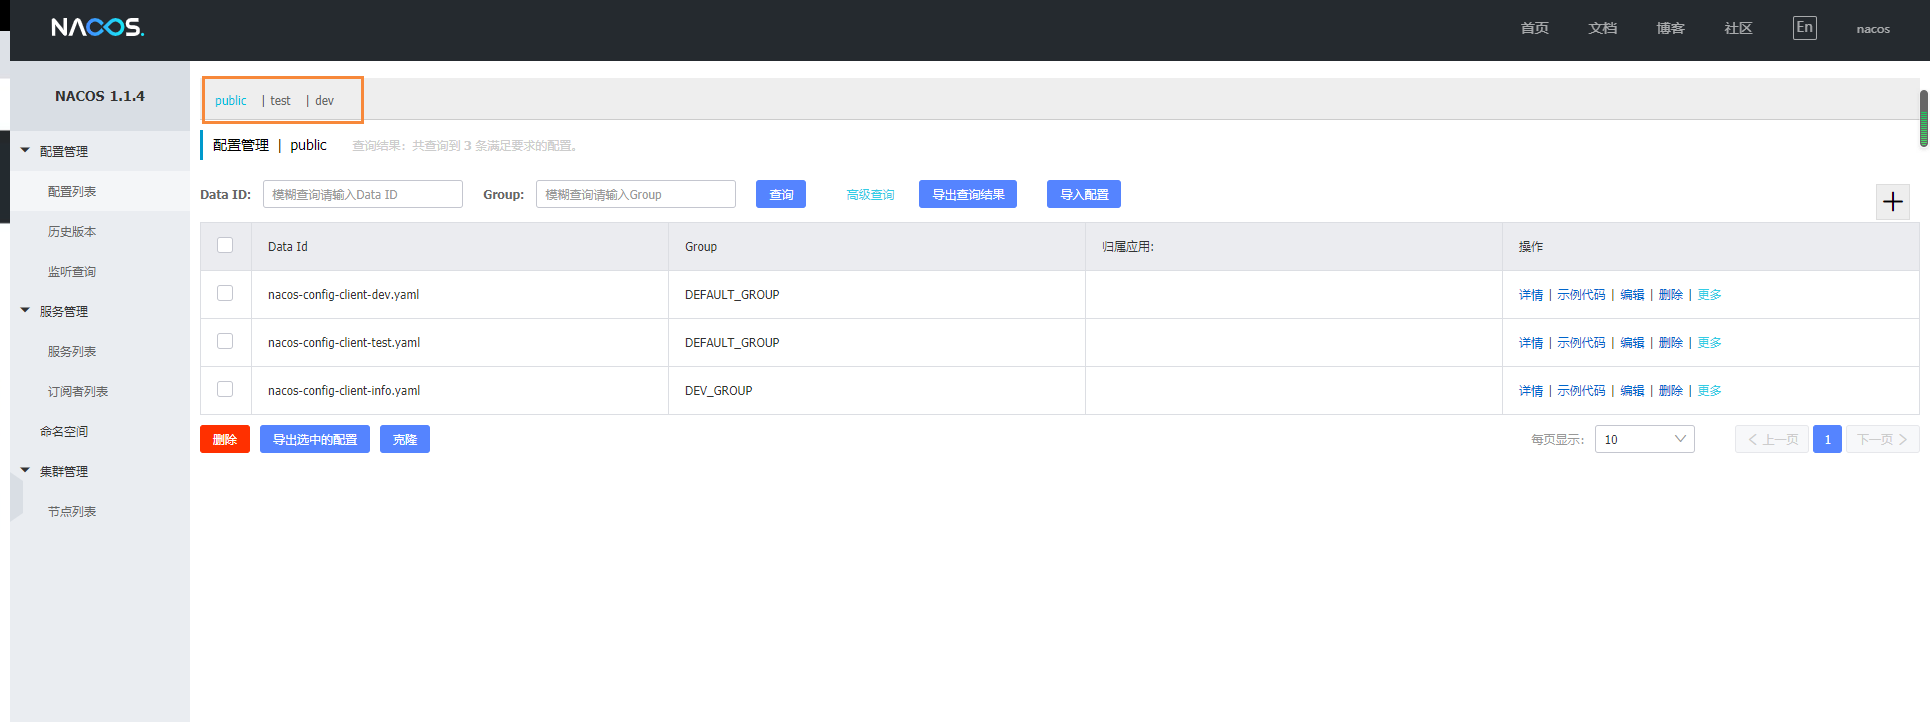 NACOS.
首页 文档 博客 社区 En nacos
NACOS 1.1.4
配置管理
配置列表
历史版本
监听查询
服务管理
服务列表
订阅者列表
命名空间
集群管理
节点列表
public | test | dev
配置管理 | public 查询结果：共查询到 3 条满足要求的配置。
Data ID: 模糊查询请输入Data ID Group: 模糊查询请输入Group 查询 高级查询 导出查询结果 导入配置
Data Id Group 归属应用: 操作
nacos-config-client-dev.yaml DEFAULT_GROUP 详情 | 示例代码 | 编辑 | 删除 | 更多
nacos-config-client-test.yaml DEFAULT_GROUP 详情 | 示例代码 | 编辑 | 删除 | 更多
nacos-config-client-info.yaml DEV_GROUP 详情 | 示例代码 | 编辑 | 删除 | 更多
删除 导出选中的配置 克隆 每页显示: 10 上一页 1 下一页